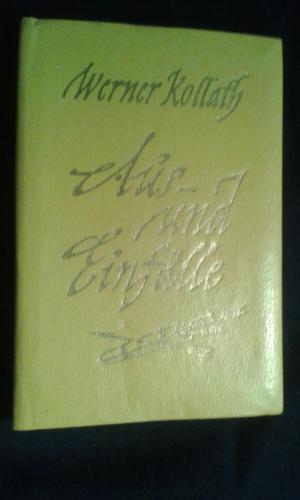 Werner Kollath
Aus-
und
Einfälle